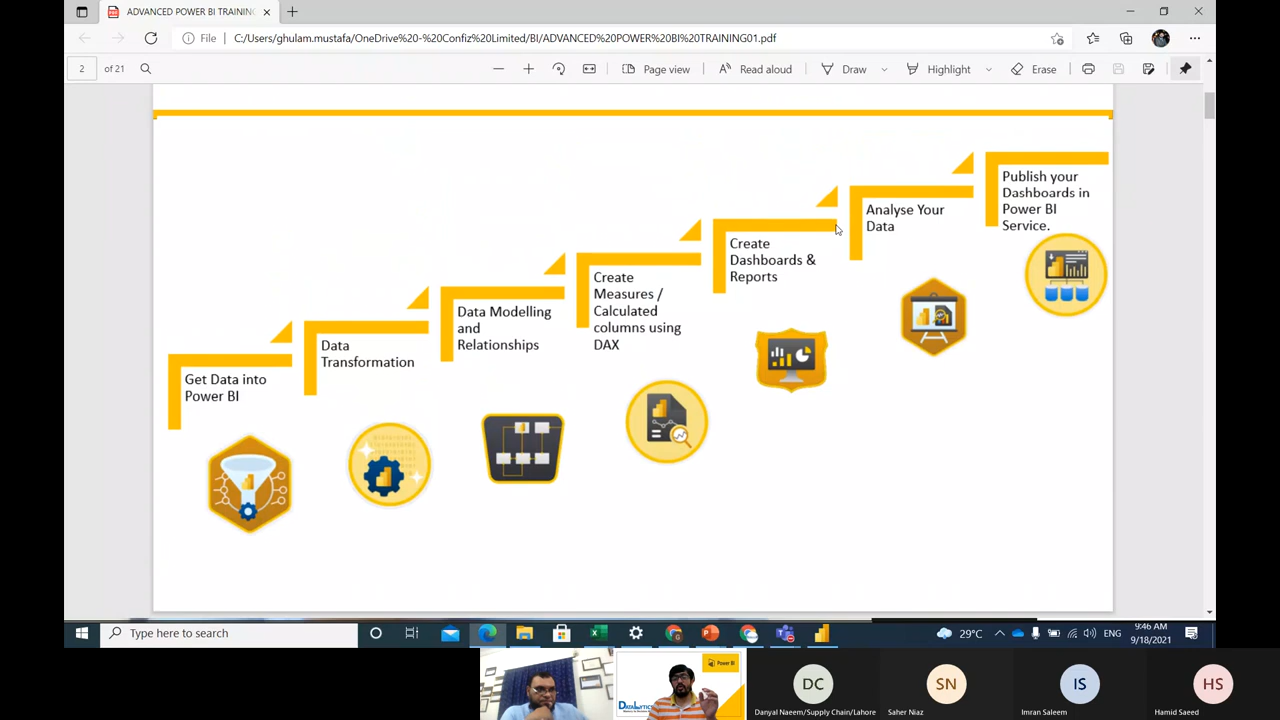 ADVANCED POWER BI TRAINING
File
C:/Users/ghulam.mustafa/OneDrive%20-%20Confiz%20Limited/BI/ADVANCED%20POWER%20BI%20TRAINING01.pdf
2 of 21
Page view
Read aloud
Draw
Highlight
Erase
Get Data into
Power BI
Data
Transformation
Data Modelling
and
Relationships
Create
Measures /
Calculated
columns using
DAX
Create
Dashboards &
Reports
Analyse Your
Data
Publish your
Dashboards in
Power BI
Service.
Type here to search
29°C
ENG
9:46 AM
9/18/2021
Power BI
DATALYTICS
DC
Danyal Naeem/Supply Chain/Lahore
SN
Saher Niaz
IS
Imran Saleem
HS
Hamid Saeed